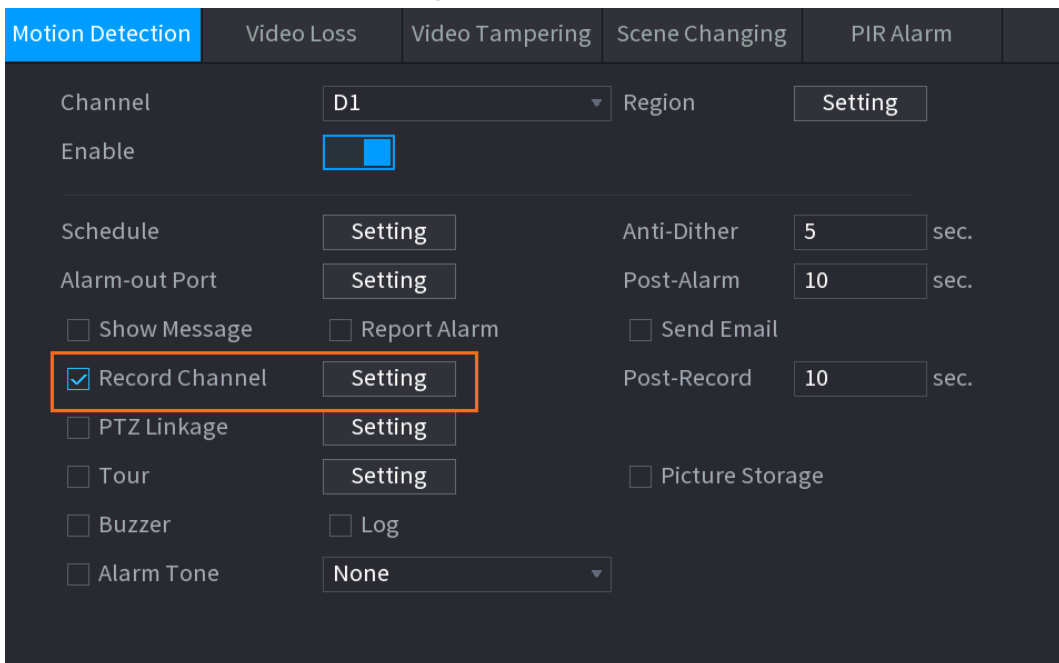 Motion Detection Video Loss Video Tampering Scene Changing PIR Alarm
Channel D1 Region Setting
Enable
Schedule Setting Anti-Dither 5 sec.
Alarm-out Port Setting Post-Alarm 10 sec.
Show Message Report Alarm Send Email
Record Channel Setting Post-Record 10 sec.
PTZ Linkage Setting
Tour Setting Picture Storage
Buzzer Log
Alarm Tone None